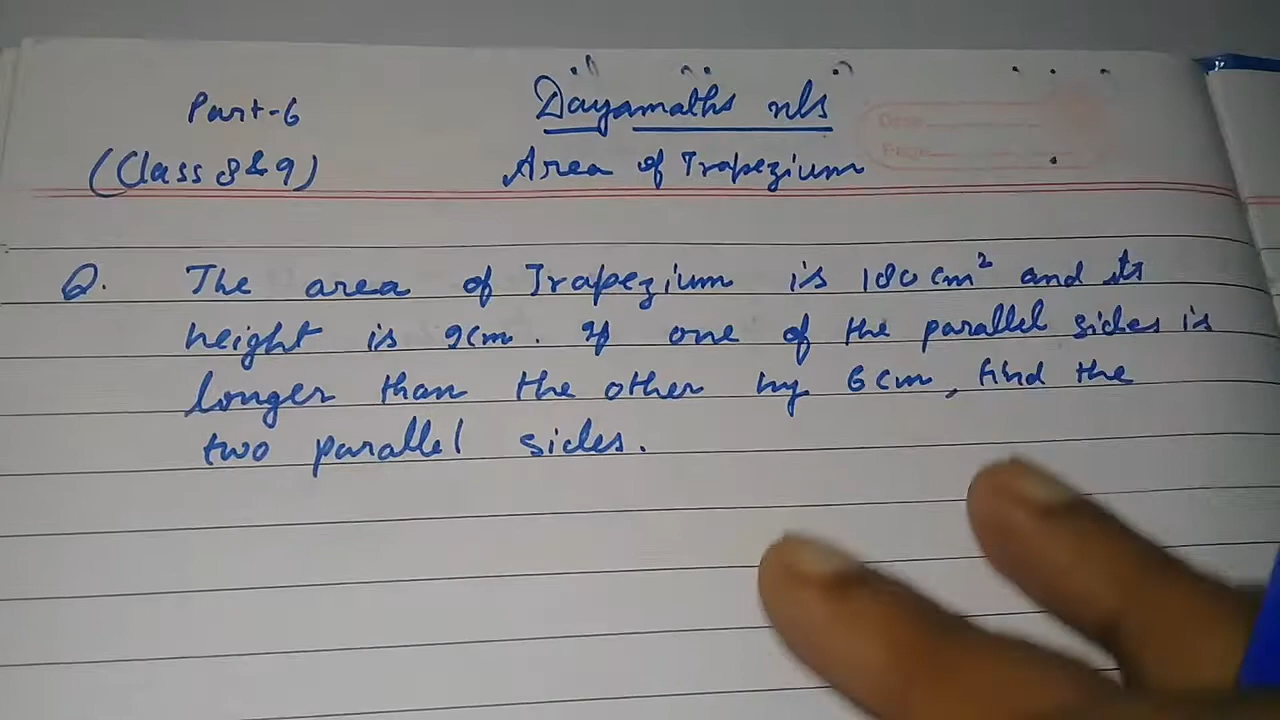 Part-6
Dayamaths nls
(Class 8 & 9)
Area of Trapezium
Date
Page
Q. The area of Trapezium is 180 cm² and its
height is 9cm. If one of the parallel sides is
longer than the other by 6cm, find the
two parallel sides.